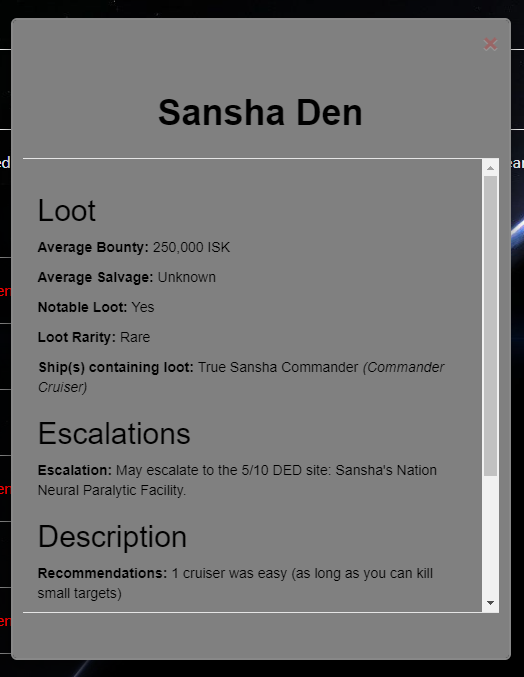 ×
Sansha Den
Loot
Average Bounty: 250,000 ISK
Average Salvage: Unknown
Notable Loot: Yes
Loot Rarity: Rare
Ship(s) containing loot: True Sansha Commander (Commander
Cruiser)
Escalations
Escalation: May escalate to the 5/10 DED site: Sansha's Nation
Neural Paralytic Facility.
Description
Recommendations: 1 cruiser was easy (as long as you can kill
small targets)